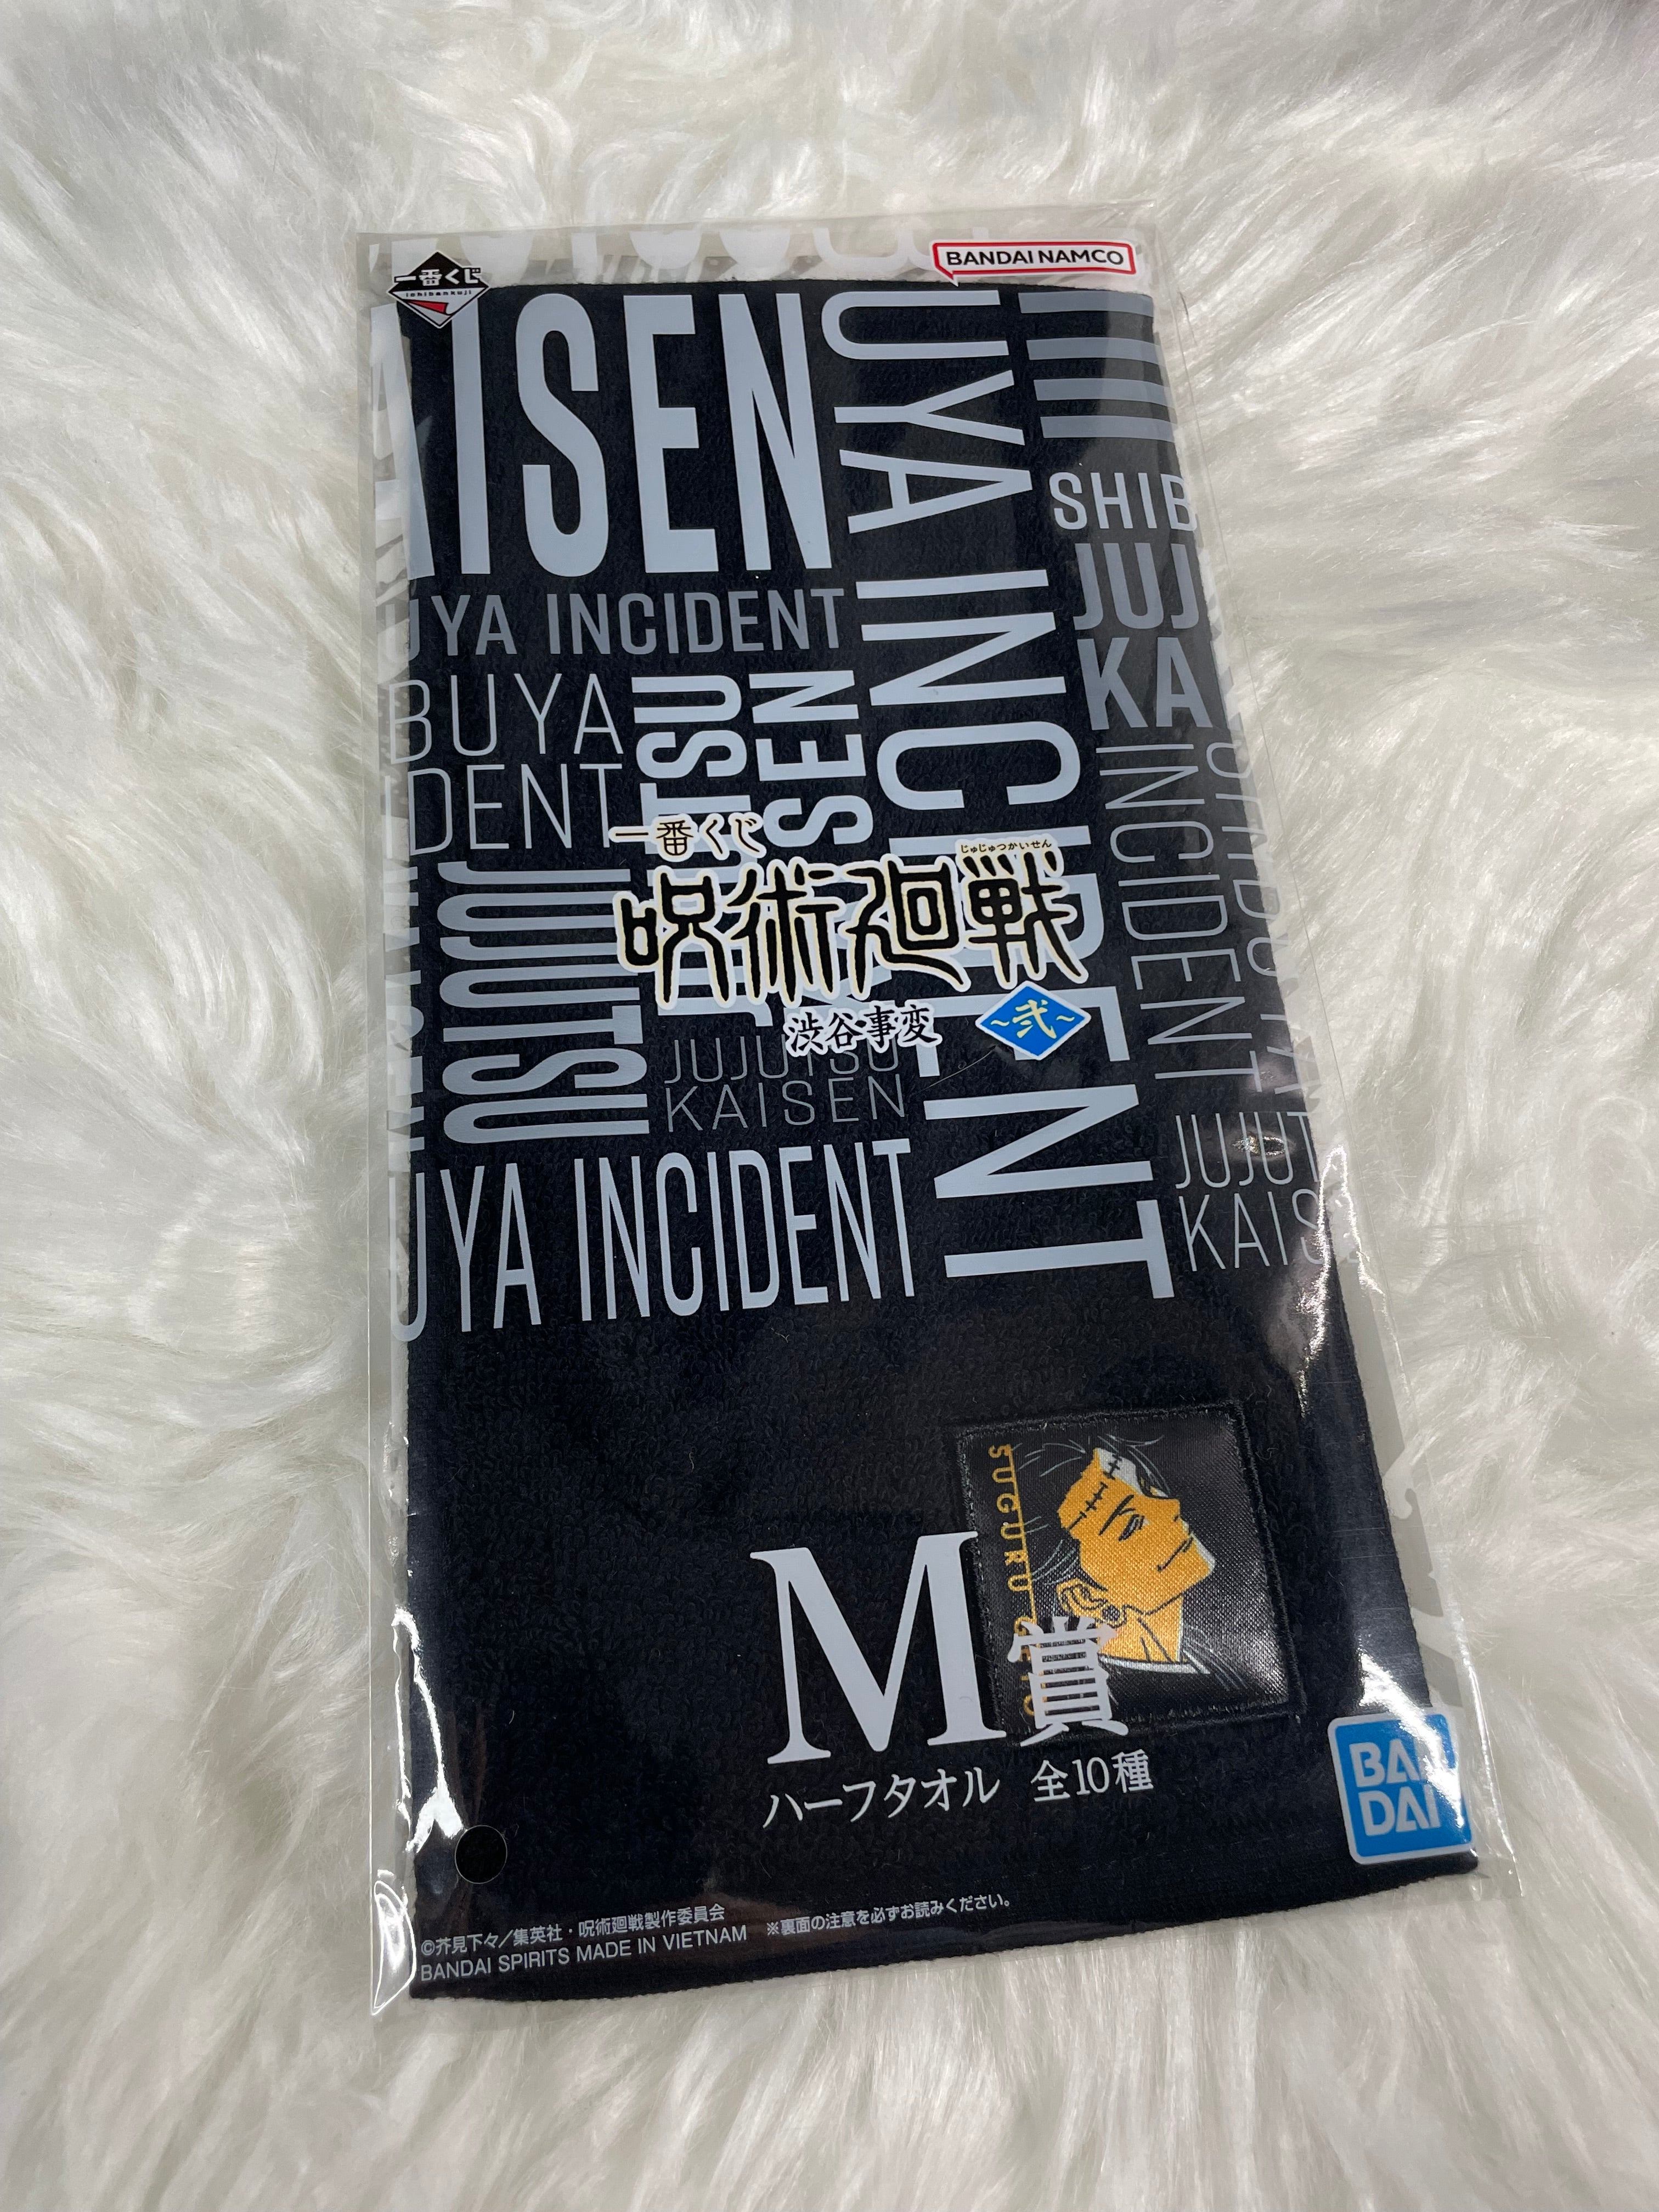 一番くじ
ichibankuji
BANDAI NAMCO
AISEN
UYA INCIDENT
SHIB
JUJ
KA
UYA INCIDENT
BUYA
IDENT
UTSU
SEN
INCIDENT
JUJUTSU
一番くじ
じゅじゅつかいせん
呪術廻戦
渋谷事変
～弐～
JUJUTSU
KAISEN
JUJUT
KAIS
UYA INCIDENT
SUGURU GETO
M賞
ハーフタオル 全10種
BAN
DAI
©芥見下々／集英社・呪術廻戦製作委員会
BANDAI SPIRITS MADE IN VIETNAM ※裏面の注意を必ずお読みください。